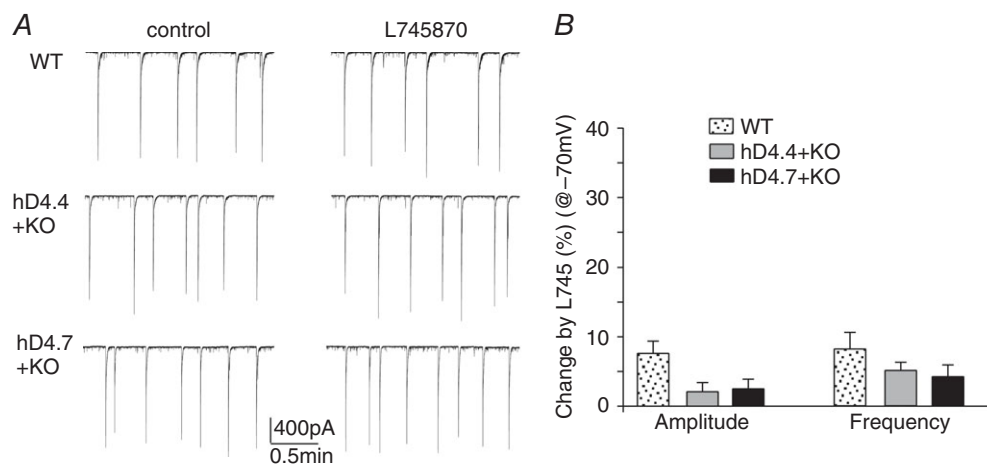 A
control
L745870
WT
hD4.4
+KO
hD4.7
+KO
400pA
0.5min
B
Change by L745 (%) (@−70mV)
40
30
20
10
0
WT
hD4.4+KO
hD4.7+KO
Amplitude
Frequency